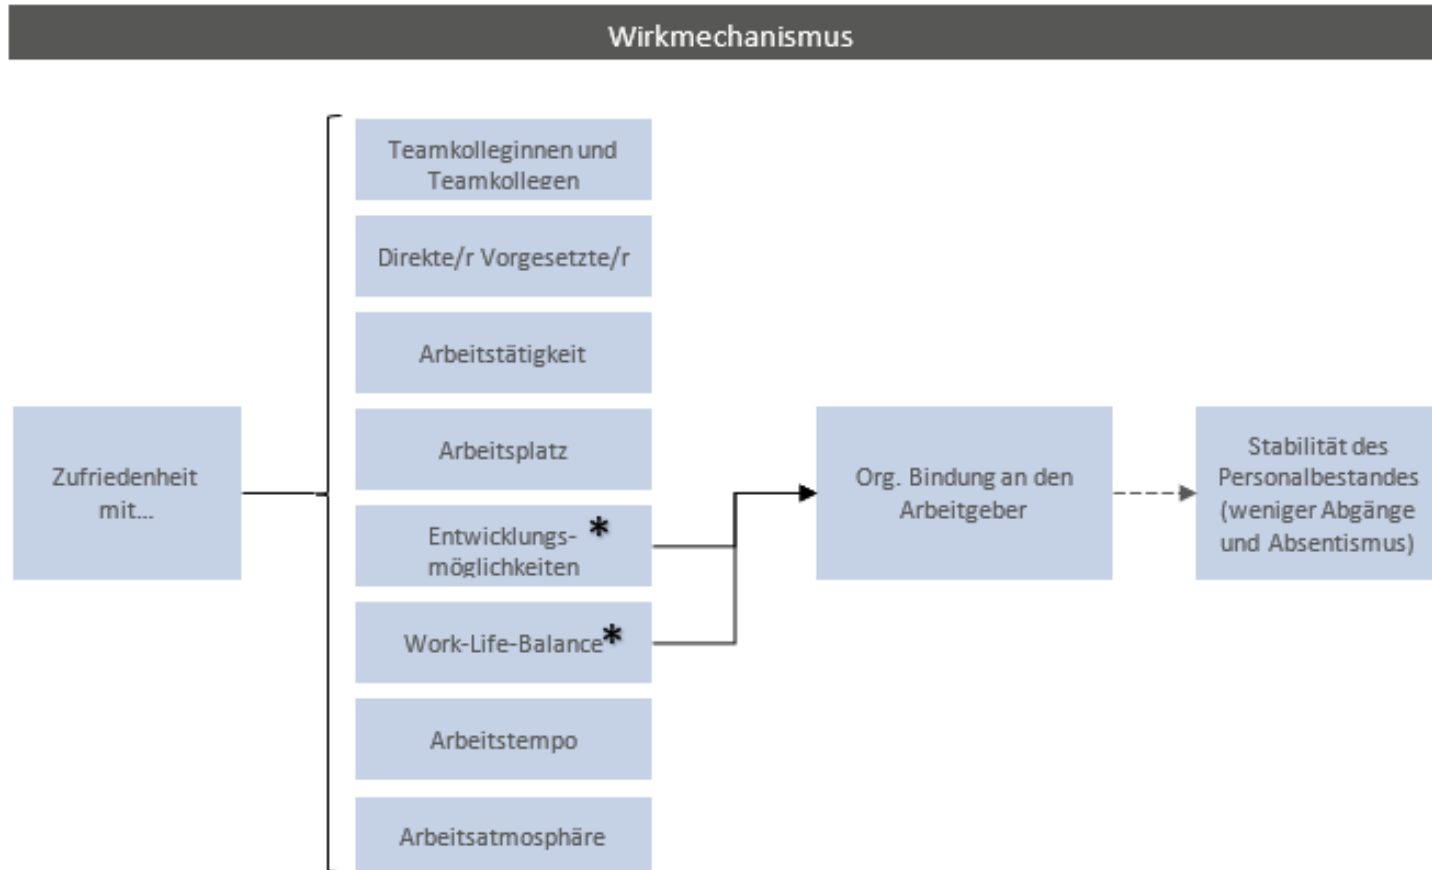 Wirkmechanismus
Teamkolleginnen und
Teamkollegen
Direkte/r Vorgesetzte/r
Arbeitstätigkeit
Arbeitsplatz
Entwicklungs- *
möglichkeiten
Work-Life-Balance*
Arbeitstempo
Arbeitsatmosphäre
Zufriedenheit
mit...
Org. Bindung an den
Arbeitgeber
Stabilität des
Personalbestandes
(weniger Abgänge
und Absentismus)